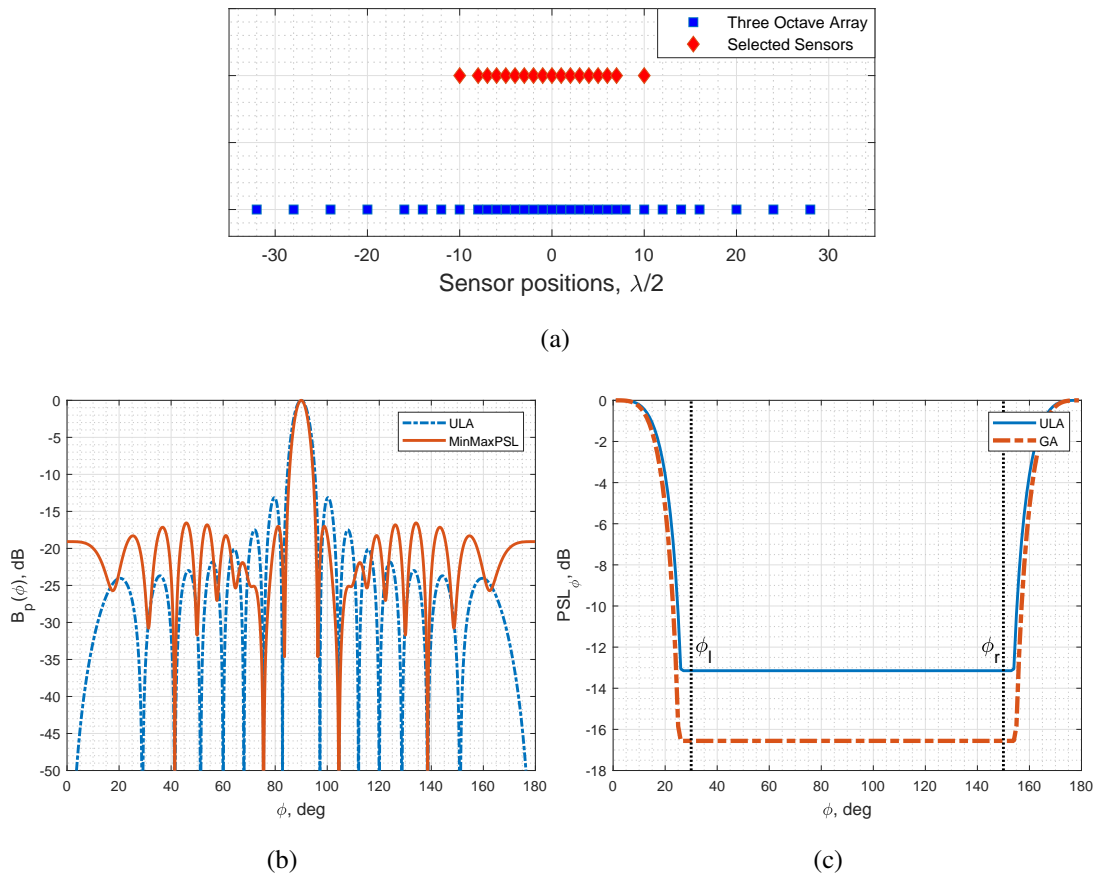 Three Octave Array
Selected Sensors
-30 -20 -10 0 10 20 30
Sensor positions, λ/2
(a)
0
-5
-10
-15
-20
-25
-30
-35
-40
-45
-50
B_p(ϕ), dB
ULA
MinMaxPSL
0 20 40 60 80 100 120 140 160 180
ϕ, deg
(b)
0
-2
-4
-6
-8
-10
-12
-14
-16
-18
PSL_ϕ, dB
ULA
GA
ϕ_l
ϕ_r
0 20 40 60 80 100 120 140 160 180
ϕ, deg
(c)